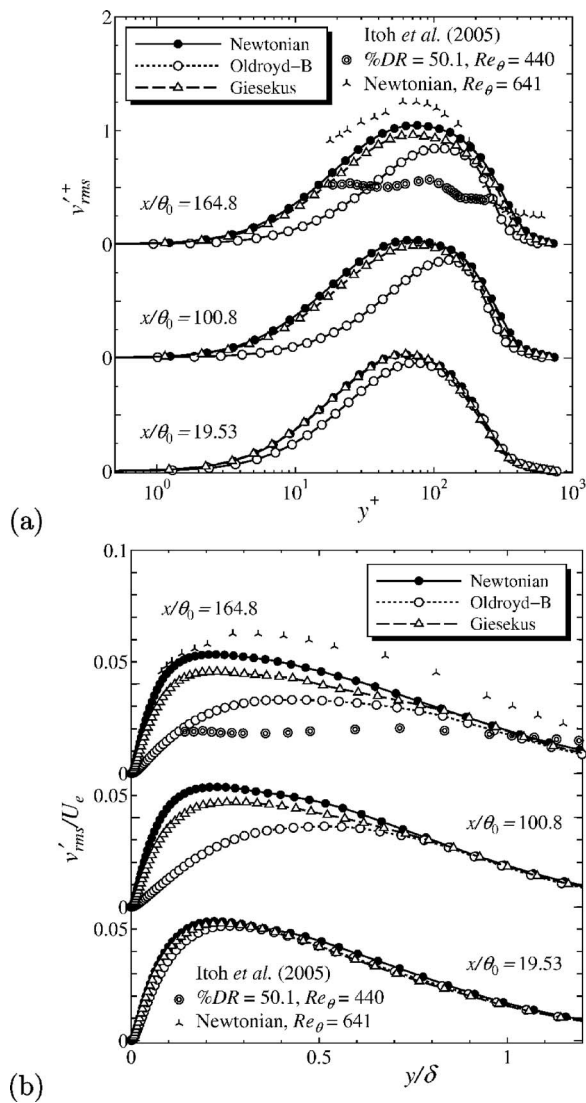 2
Newtonian
Oldroyd−B
Giesekus
Itoh et al. (2005)
%DR = 50.1, Reθ = 440
Newtonian, Reθ = 641
1
v′+rms
x/θ0 = 164.8
0
1
x/θ0 = 100.8
0
1
x/θ0 = 19.53
0
10^0 10^1 10^2 10^3
y+
(a)
0.1
Newtonian
Oldroyd−B
Giesekus
x/θ0 = 164.8
0.05
0
0.05
v′rms/Ue
x/θ0 = 100.8
0
0.05
x/θ0 = 19.53
Itoh et al. (2005)
%DR = 50.1, Reθ = 440
Newtonian, Reθ = 641
0
0 0.5 1
y/δ
(b)